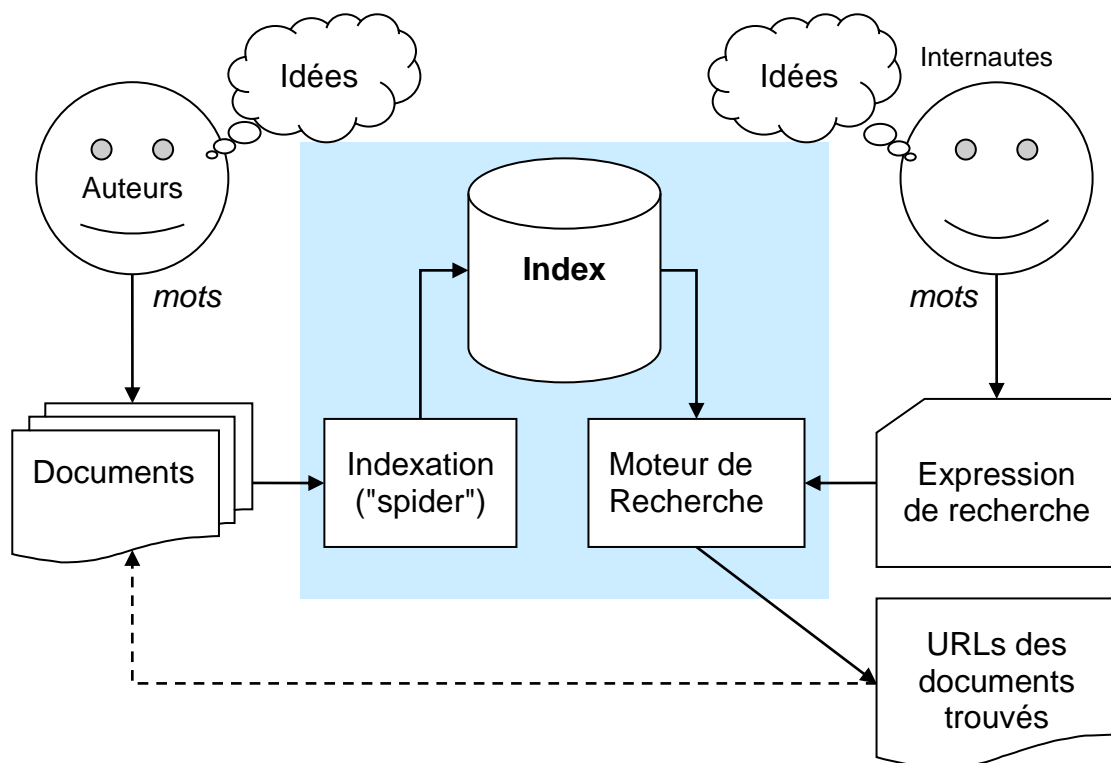 Idées
Idées
Internautes
Auteurs
Index
mots
mots
Documents
Indexation
("spider")
Moteur de
Recherche
Expression
de recherche
URLs des
documents
trouvés